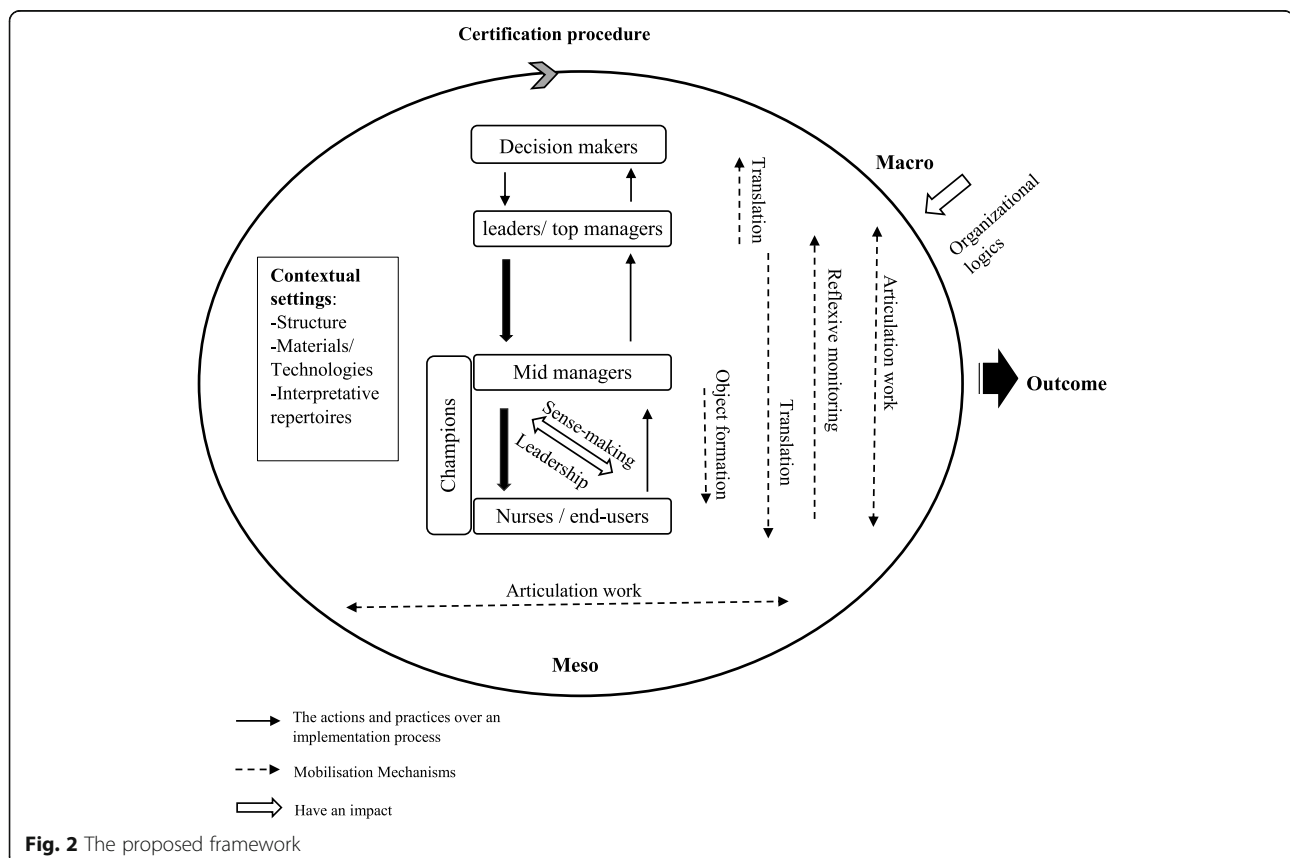 Certification procedure
Decision makers
leaders/ top managers
Contextual
settings:
-Structure
-Materials/
Technologies
-Interpretative
repertoires
Champions
Mid managers
Sense-making
Leadership
Nurses / end-users
Translation
Object formation
Translation
Reflexive monitoring
Articulation work
Macro
Organizational
logics
Outcome
Articulation work
Meso
The actions and practices over an
implementation process
Mobilisation Mechanisms
Have an impact
Fig. 2 The proposed framework